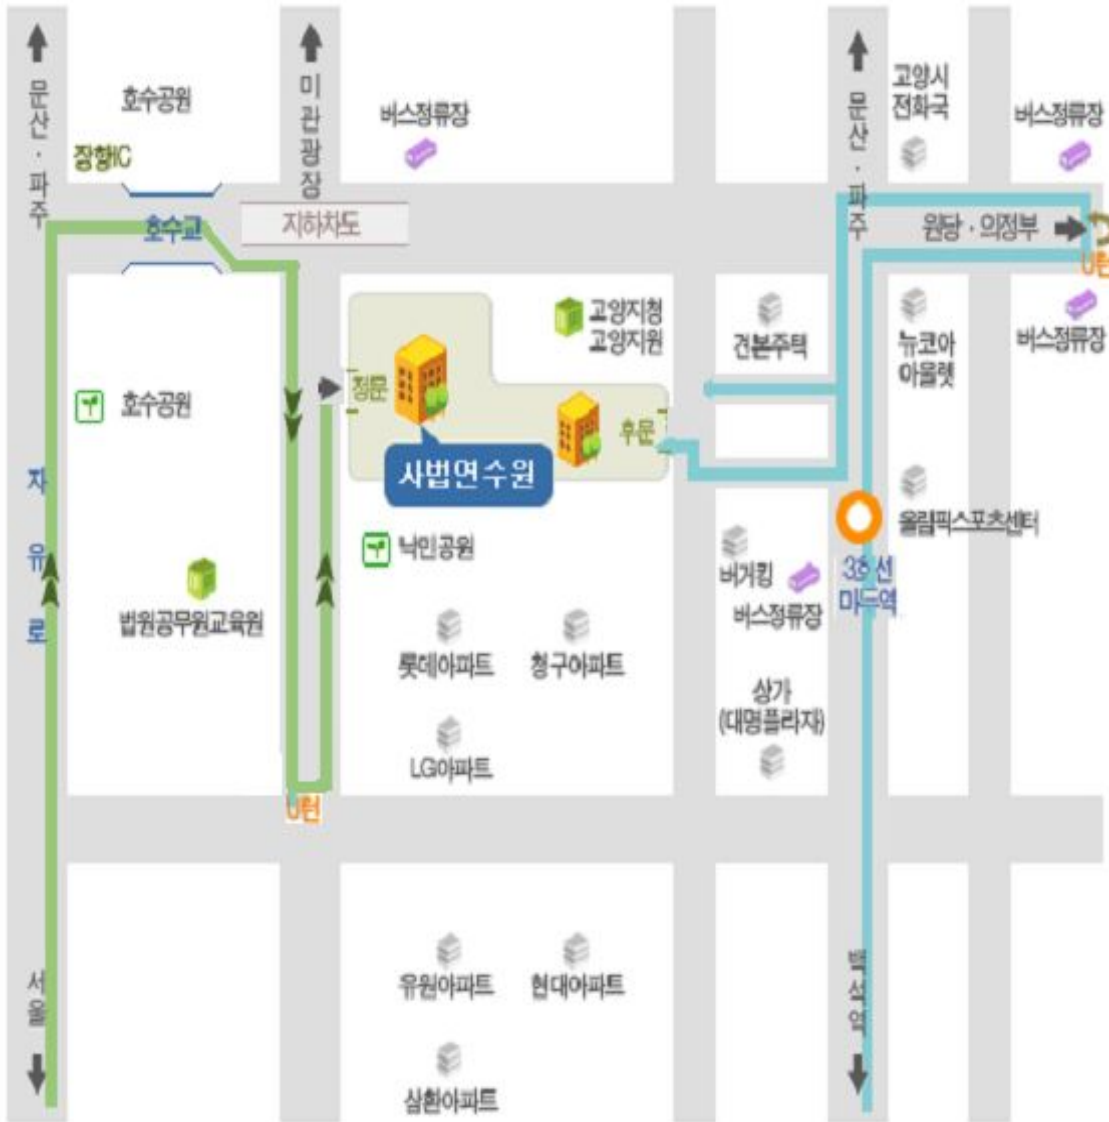 문산·파주
호수공원
장항IC
미관광장
버스정류장
문산·파주
고양시
전화국
버스정류장
호수교
지하차도
원당·의정부
U턴
고양지청
고양지원
견본주택
뉴코아
아울렛
버스정류장
호수공원
정문
후문
사법연수원
자유로
낙민공원
올림픽스포츠센터
버거킹
버스정류장
3호선
마두역
법원공무원교육원
롯데아파트
청구아파트
상가
(대명플라자)
LG아파트
U턴
유원아파트
현대아파트
삼환아파트
서울
백석역